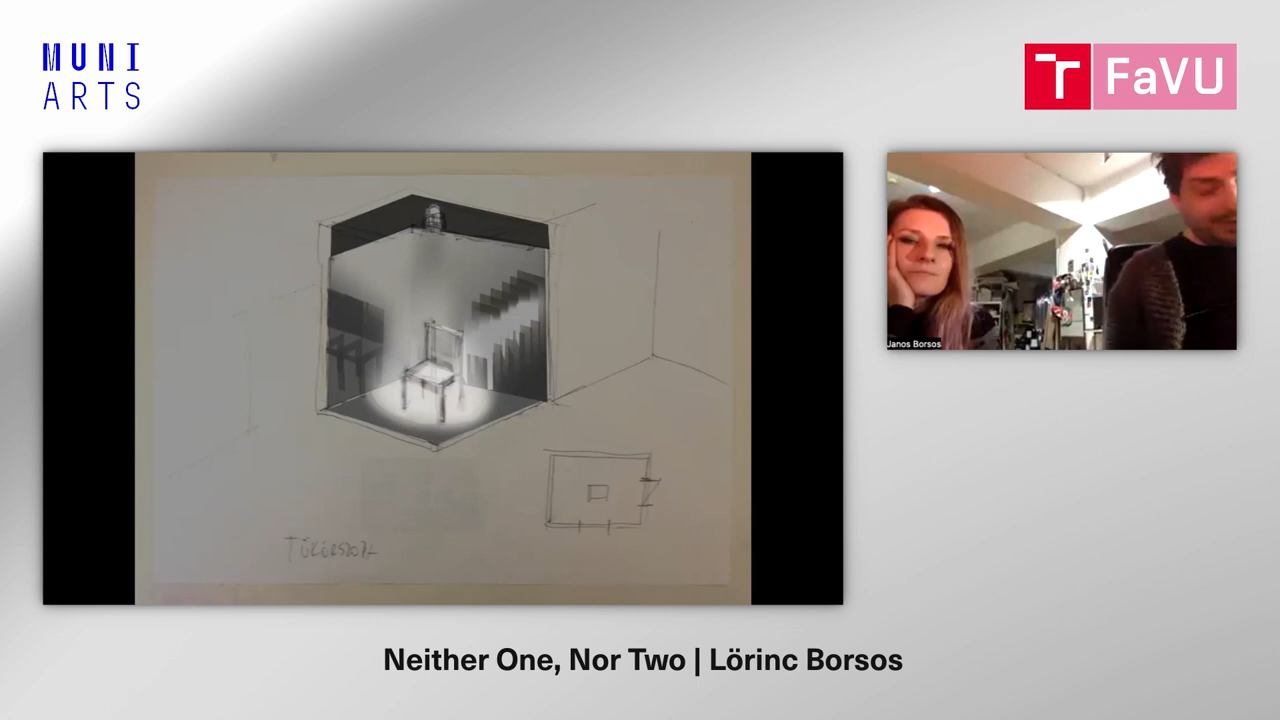 MUNI
ARTS
FaVU
Janos Borsos
Neither One, Nor Two | Lörinc Borsos